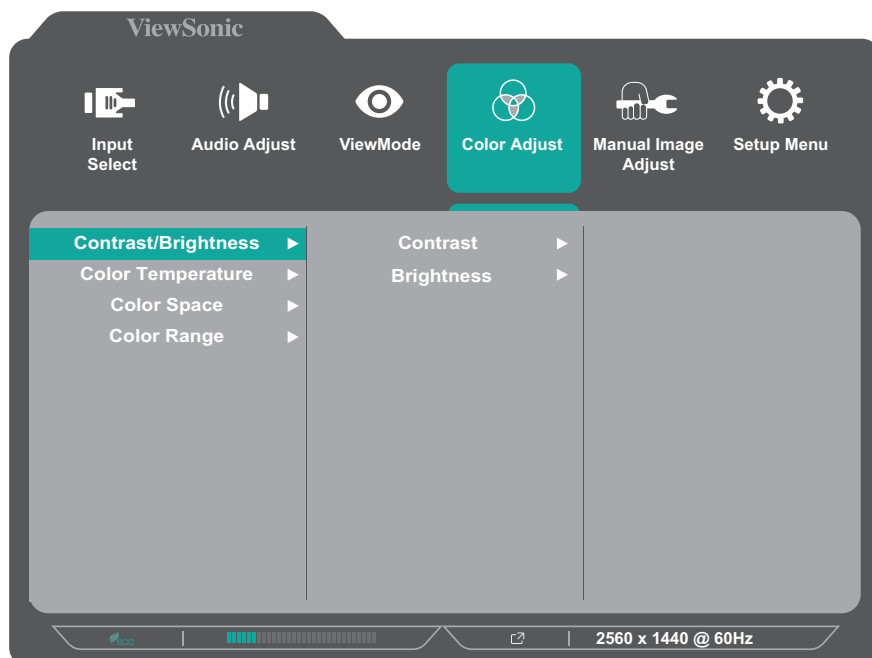 ViewSonic
Input Select
Audio Adjust
ViewMode
Color Adjust
Manual Image Adjust
Setup Menu
Contrast/Brightness
Color Temperature
Color Space
Color Range
Contrast
Brightness
eco
2560 x 1440 @ 60Hz